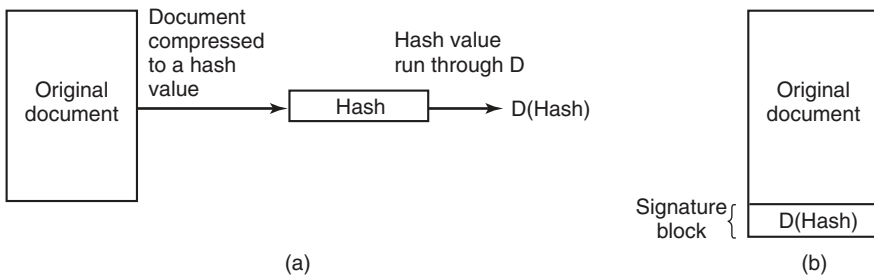 Original
document
Document
compressed
to a hash
value
Hash
Hash value
run through D
D(Hash)
(a)
Original
document
Signature
block
D(Hash)
(b)